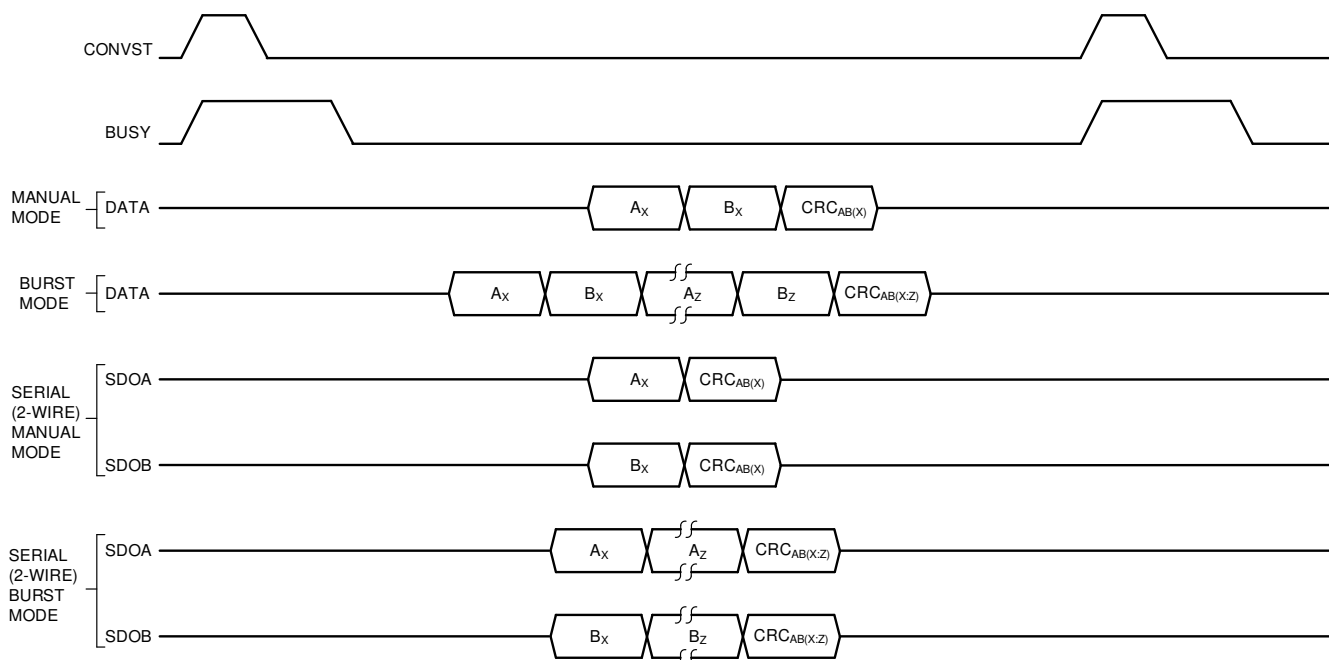 CONVST
BUSY
MANUAL
MODE
DATA
AX
BX
CRCAB(X)
BURST
MODE
DATA
AX
BX
AZ
BZ
CRCAB(X:Z)
SERIAL
(2-WIRE)
MANUAL
MODE
SDOA
AX
CRCAB(X)
SDOB
BX
CRCAB(X)
SERIAL
(2-WIRE)
BURST
MODE
SDOA
AX
AZ
CRCAB(X:Z)
SDOB
BX
BZ
CRCAB(X:Z)